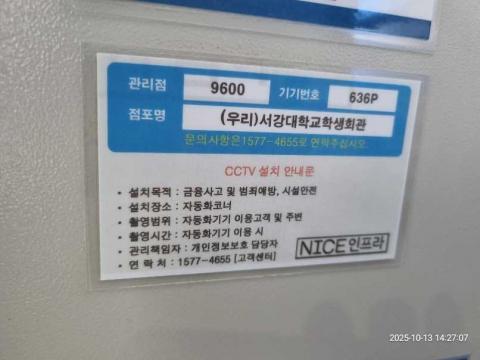 관리점 9600 기기번호 636P
점포명 (우리)서강대학교학생회관
문의사항은1577-4655로 연락주십시오.
CCTV 설치 안내문
• 설치목적 : 금융사고 및 범죄예방, 시설안전
• 설치장소 : 자동화코너
• 촬영범위 : 자동화기기 이용고객 및 주변
• 촬영시간 : 자동화기기 이용 시
• 관리책임자 : 개인정보보호 담당자
• 연 락 처 : 1577-4655 [고객센터]
NICE인프라
2025-10-13 14:27:07